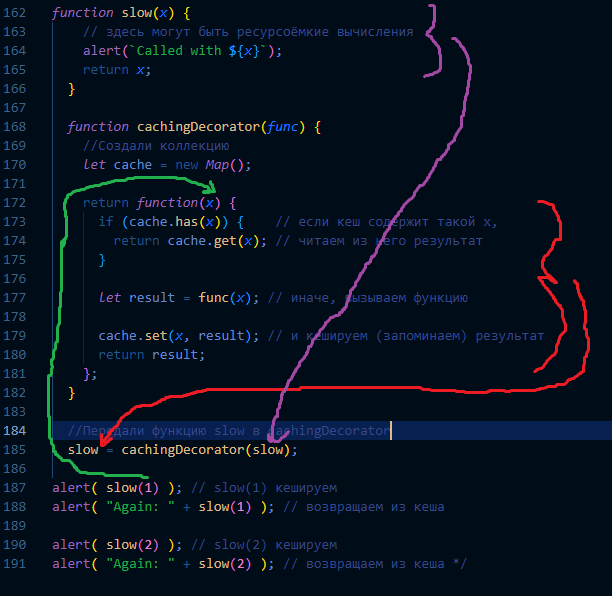 162 function slow(x) {
163 // здесь могут быть ресурсоёмкие вычисления
164 alert(`Called with ${x}`);
165 return x;
166 }
167
168 function cachingDecorator(func) {
169 //Создали коллекцию
170 let cache = new Map();
171
172 return function(x) {
173 if (cache.has(x)) { // если кеш содержит такой x,
174 return cache.get(x); // читаем из него результат
175 }
176
177 let result = func(x); // иначе, вызываем функцию
178
179 cache.set(x, result); // и кешируем (запоминаем) результат
180 return result;
181 };
182 }
183
184 //Передали функцию slow в cachingDecorator
185 slow = cachingDecorator(slow);
186
187 alert( slow(1) ); // slow(1) кешируем
188 alert( "Again: " + slow(1) ); // возвращаем из кеша
189
190 alert( slow(2) ); // slow(2) кешируем
191 alert( "Again: " + slow(2) ); // возвращаем из кеша */